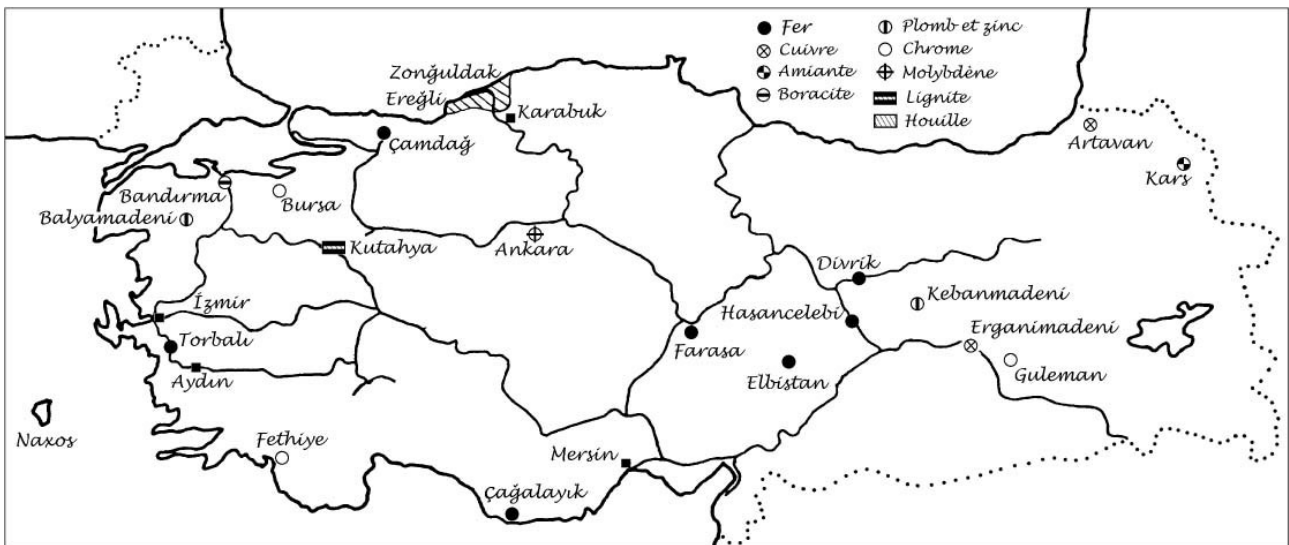 Fer
Cuivre
Amiante
Boracite
Plomb et zinc
Chrome
Molybdène
Lignite
Houille
Zonğuldak
Ereğli
Karabuk
Çamdağ
Artavan
Kars
Bandırma
Bursa
Balyamadeni
Kutahya
Ankara
Divrik
Kebanmadeni
İzmir
Hasancelebi
Erganimadeni
Torbalı
Farasa
Elbistan
Guleman
Aydın
Naxos
Fethiye
Mersin
Çağalayık